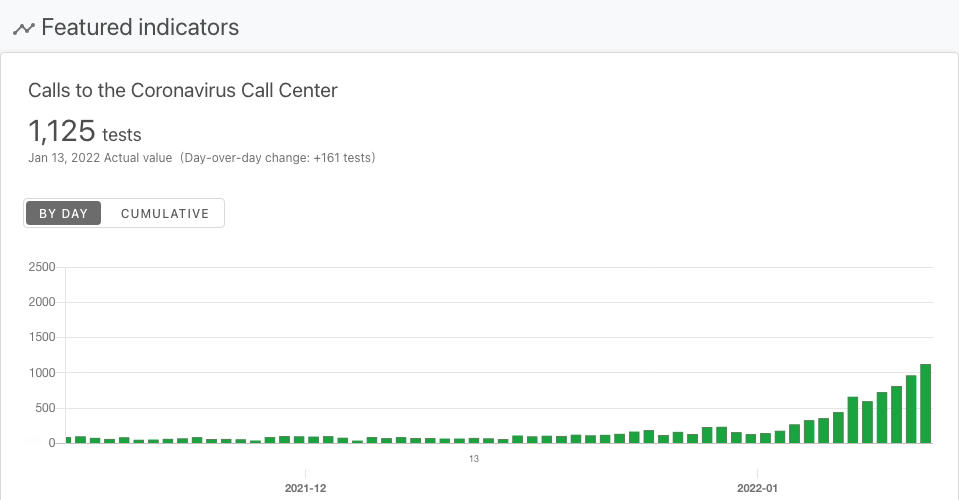 Featured indicators
Calls to the Coronavirus Call Center
1,125 tests
Jan 13, 2022 Actual value (Day-over-day change: +161 tests)
BY DAY CUMULATIVE
2500
2000
1500
1000
500
0
13
2021-12 2022-01